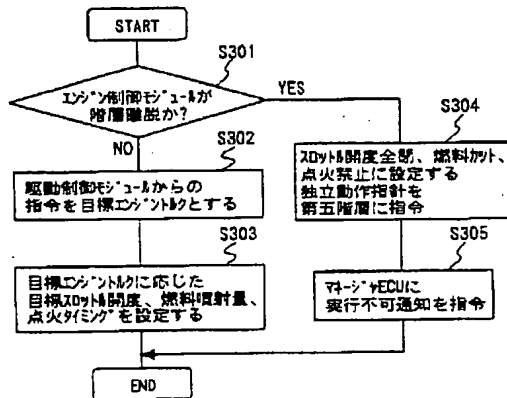 START
S301
エンジン制御モジュールが
階層離脱か?
YES
NO
S302
駆動制御モジュールからの
指令を目標エンジントルクとする
S303
目標エンジントルクに応じた
目標スロットル開度、燃料噴射量、
点火タイミングを設定する
S304
スロットル開度全閉、燃料カット、
点火禁止に設定する
独立動作指針を
第五階層に指令
S305
マネージャECUに
実行不可通知を指令
END